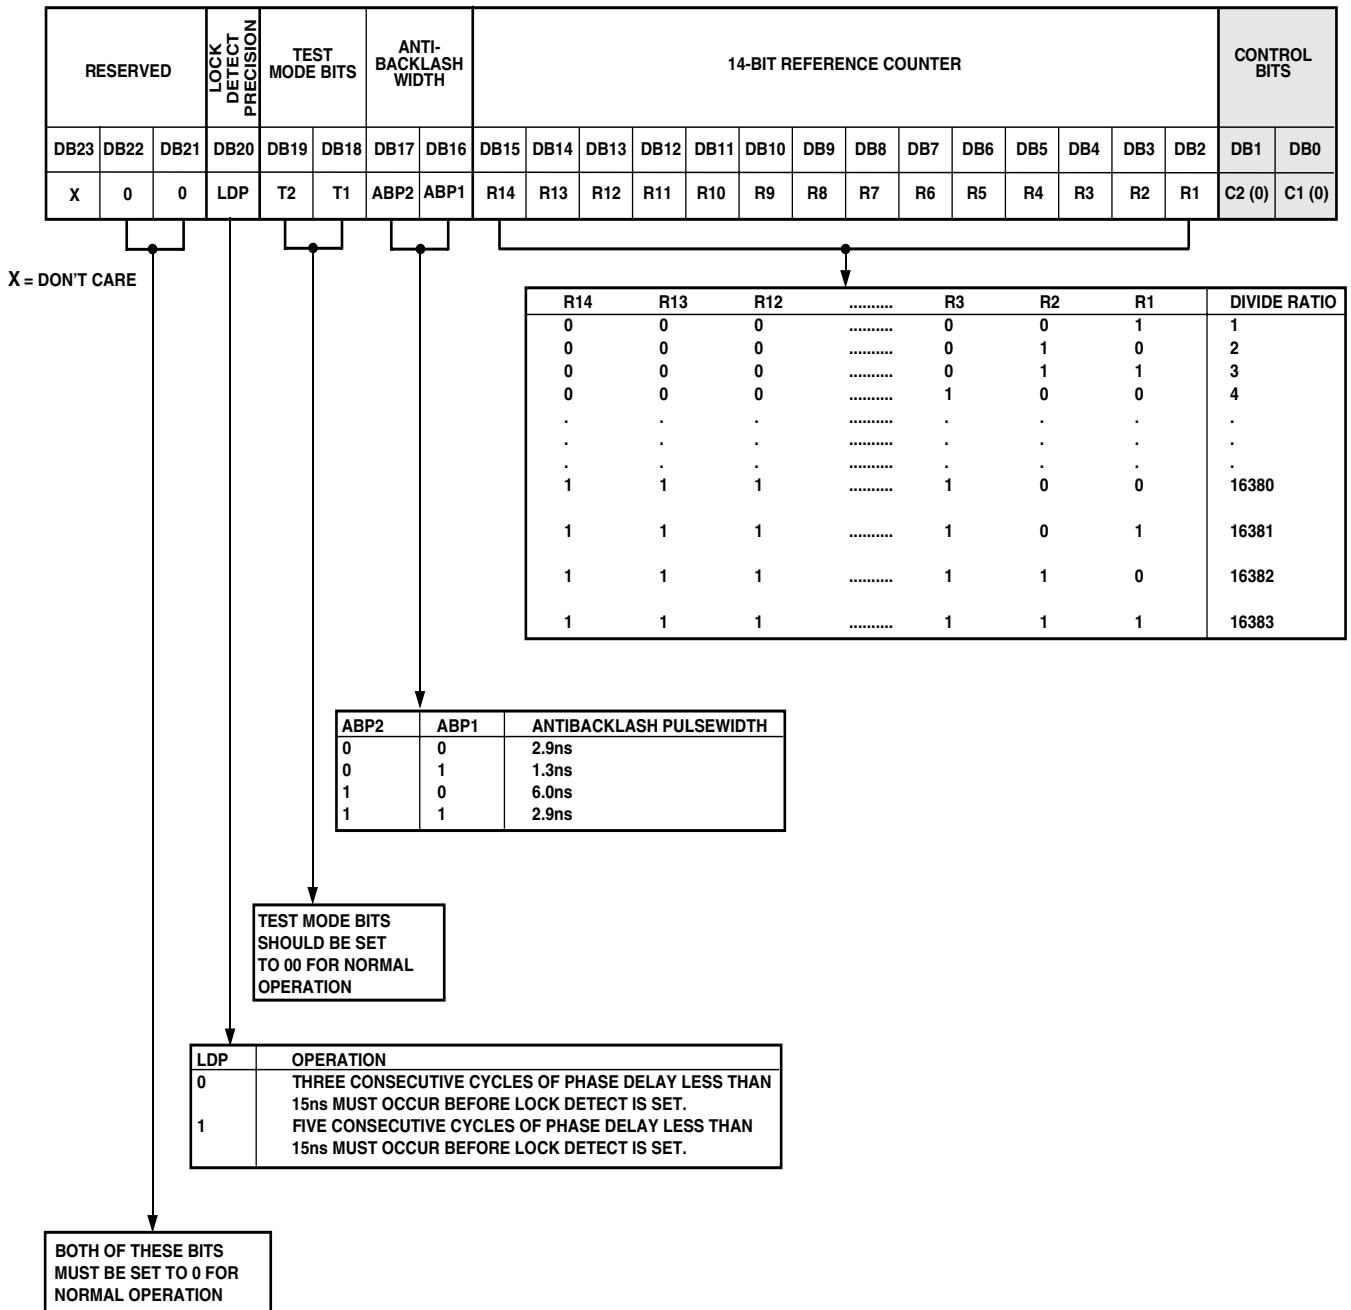 RESERVED
LOCK
DETECT
PRECISION
TEST
MODE BITS
ANTI-
BACKLASH
WIDTH
14-BIT REFERENCE COUNTER
CONTROL
BITS
DB23 DB22 DB21 DB20 DB19 DB18 DB17 DB16 DB15 DB14 DB13 DB12 DB11 DB10 DB9 DB8 DB7 DB6 DB5 DB4 DB3 DB2 DB1 DB0
X 0 0 LDP T2 T1 ABP2 ABP1 R14 R13 R12 R11 R10 R9 R8 R7 R6 R5 R4 R3 R2 R1 C2 (0) C1 (0)
X = DON'T CARE
R14 R13 R12 .......... R3 R2 R1 DIVIDE RATIO
0 0 0 .......... 0 0 1 1
0 0 0 .......... 0 1 0 2
0 0 0 .......... 0 1 1 3
0 0 0 .......... 1 0 0 4
. . . .......... . . . .
. . . .......... . . . .
. . . .......... . . . .
1 1 1 .......... 1 0 0 16380
1 1 1 .......... 1 0 1 16381
1 1 1 .......... 1 1 0 16382
1 1 1 .......... 1 1 1 16383
ABP2 ABP1 ANTIBACKLASH PULSEWIDTH
0 0 2.9ns
0 1 1.3ns
1 0 6.0ns
1 1 2.9ns
TEST MODE BITS
SHOULD BE SET
TO 00 FOR NORMAL
OPERATION
LDP OPERATION
0 THREE CONSECUTIVE CYCLES OF PHASE DELAY LESS THAN
15ns MUST OCCUR BEFORE LOCK DETECT IS SET.
1 FIVE CONSECUTIVE CYCLES OF PHASE DELAY LESS THAN
15ns MUST OCCUR BEFORE LOCK DETECT IS SET.
BOTH OF THESE BITS
MUST BE SET TO 0 FOR
NORMAL OPERATION